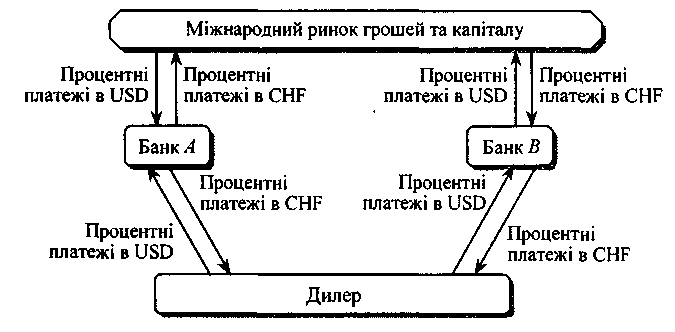 Міжнародний ринок грошей та капіталу
Процентні
платежі в USD
Процентні
платежі в CHF
Процентні
платежі в USD
Процентні
платежі в CHF
Банк A
Банк B
Процентні
платежі в CHF
Процентні
платежі в USD
Процентні
платежі в USD
Процентні
платежі в CHF
Дилер